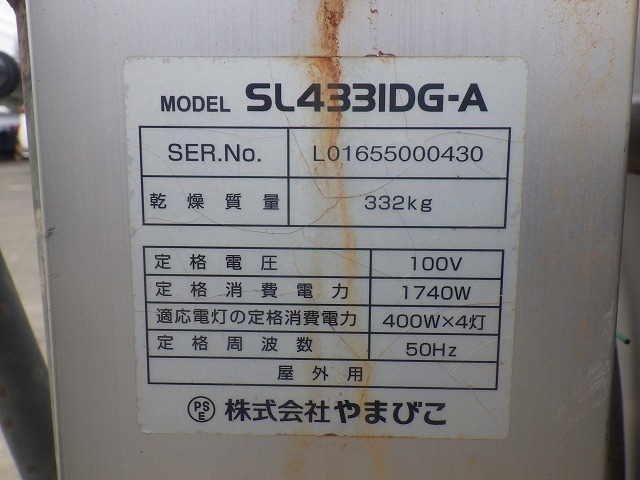 MODEL SL433IDG-A
SER.No. L01655000430
乾燥質量 332kg
定格電圧 100V
定格消費電力 1740W
適応電灯の定格消費電力 400W×4灯
定格周波数 50Hz
屋外用
PSE 株式会社やまびこ